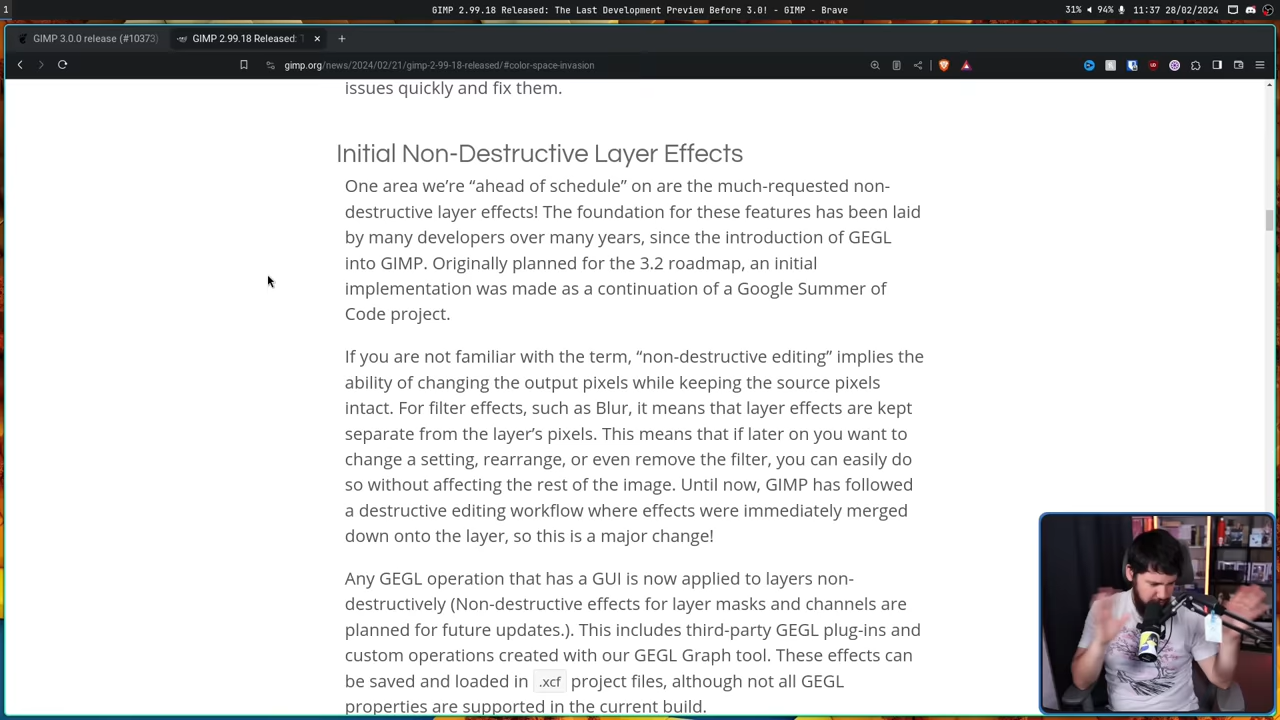 1
GIMP 2.99.18 Released: The Last Development Preview Before 3.0! - GIMP - Brave
31% 94% 11:37 28/02/2024
GIMP 3.0.0 release (#10373)
GIMP 2.99.18 Released:
gimp.org/news/2024/02/21/gimp-2-99-18-released/#color-space-invasion
issues quickly and fix them.
Initial Non-Destructive Layer Effects
One area we’re “ahead of schedule” on are the much-requested non-
destructive layer effects! The foundation for these features has been laid
by many developers over many years, since the introduction of GEGL
into GIMP. Originally planned for the 3.2 roadmap, an initial
implementation was made as a continuation of a Google Summer of
Code project.
If you are not familiar with the term, “non-destructive editing” implies the
ability of changing the output pixels while keeping the source pixels
intact. For filter effects, such as Blur, it means that layer effects are kept
separate from the layer’s pixels. This means that if later on you want to
change a setting, rearrange, or even remove the filter, you can easily do
so without affecting the rest of the image. Until now, GIMP has followed
a destructive editing workflow where effects were immediately merged
down onto the layer, so this is a major change!
Any GEGL operation that has a GUI is now applied to layers non-
destructively (Non-destructive effects for layer masks and channels are
planned for future updates.). This includes third-party GEGL plug-ins and
custom operations created with our GEGL Graph tool. These effects can
be saved and loaded in .xcf project files, although not all GEGL
properties are supported in the current build.